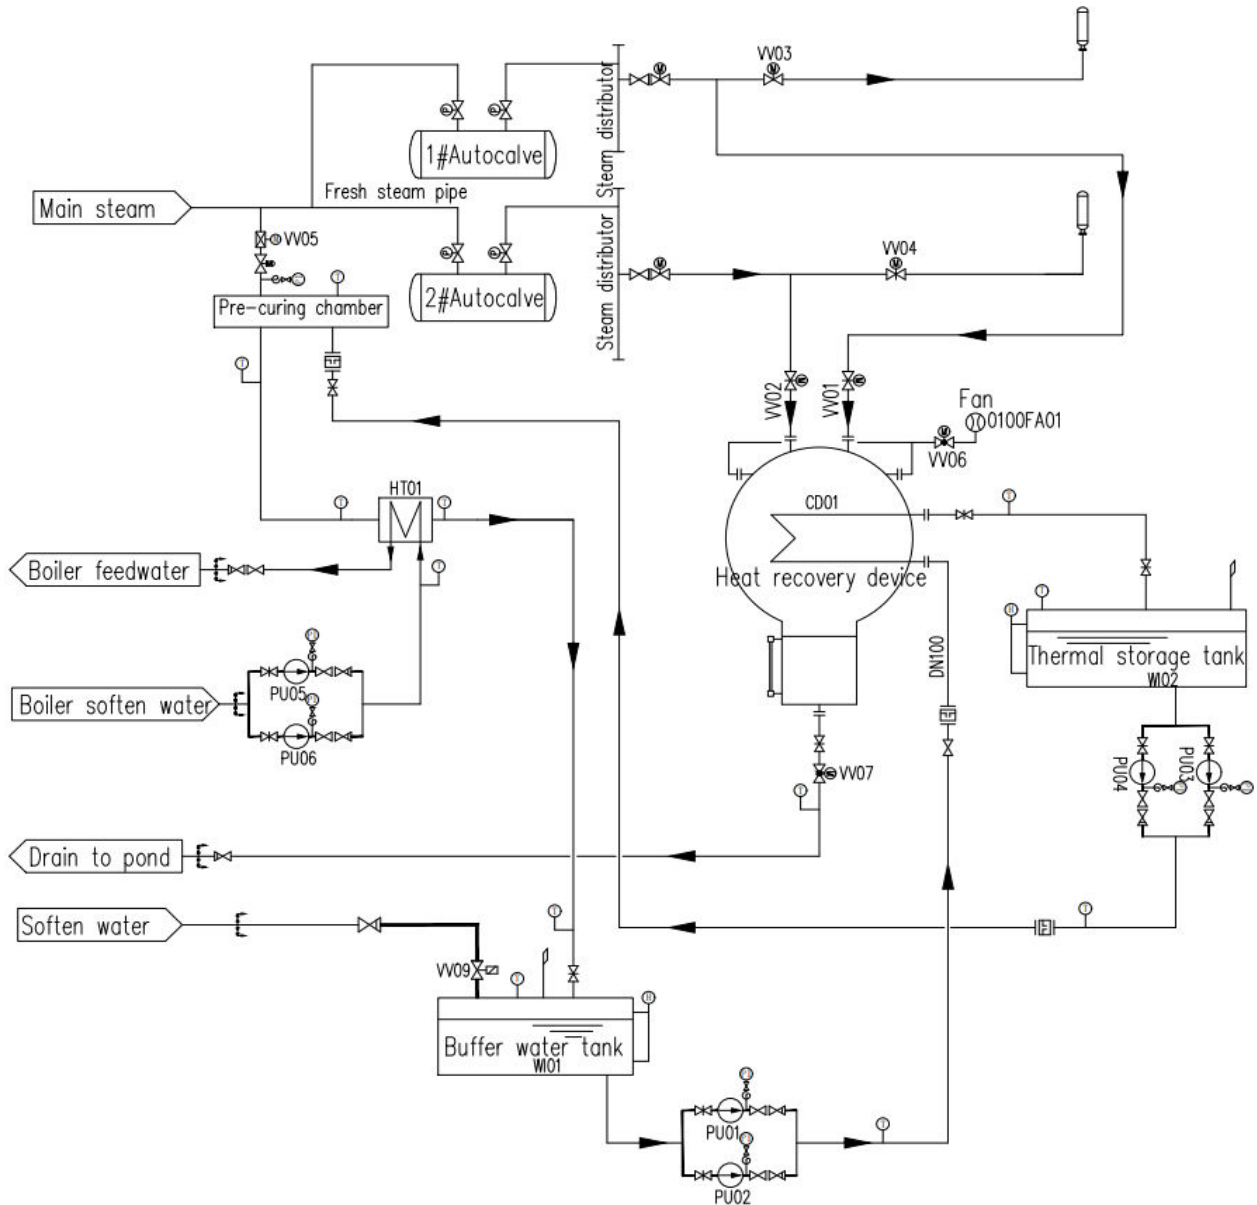 VV03
Steam distributor
1#Autocalve
Fresh steam pipe
Main steam
VV05
VV04
Steam distributor
2#Autocalve
Pre-curing chamber
VV02
VV01
Fan
0100FA01
VV06
HT01
CD01
Boiler feedwater
Heat recovery device
Thermal storage tank
WI02
DN100
Boiler soften water
PU05
PU06
PU04
PU03
VV07
Drain to pond
Soften water
VV09
Buffer water tank
WI01
PU01
PU02